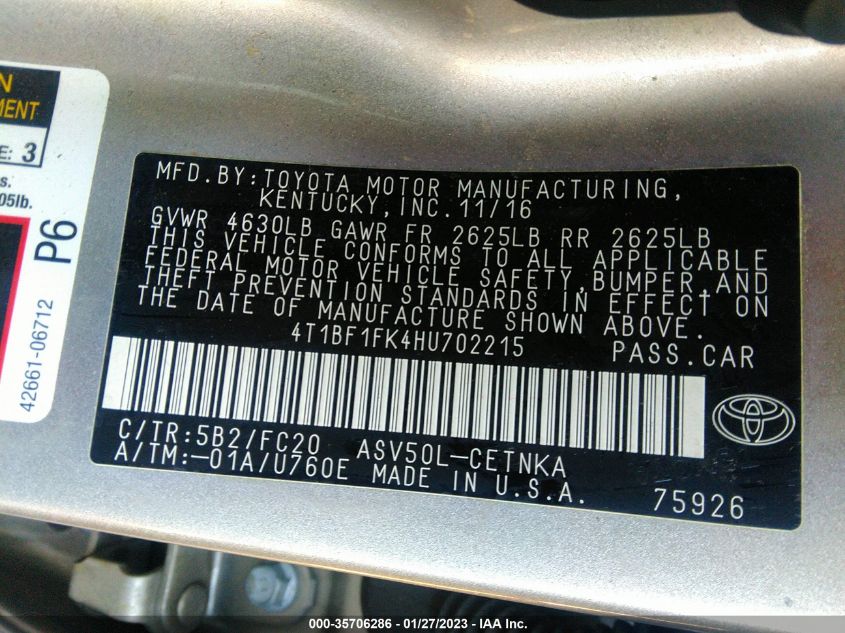 N
MENT
E: 3
s.
05lb.
P6
42661-06712
MFD.BY:TOYOTA MOTOR MANUFACTURING,
KENTUCKY,INC.11/16
GVWR 4630LB GAWR FR 2625LB RR 2625LB
THIS VEHICLE CONFORMS TO ALL APPLICABLE
FEDERAL MOTOR VEHICLE SAFETY,BUMPER,AND
THEFT PREVENTION STANDARDS IN EFFECT ON
THE DATE OF MANUFACTURE SHOWN ABOVE.
4T1BF1FK4HU702215 PASS.CAR
C/TR:5B2/FC20 ASV50L-CETNKA
A/TM:-01A/U760E MADE IN U.S.A. 75926
000-35706286 - 01/27/2023 - IAA Inc.